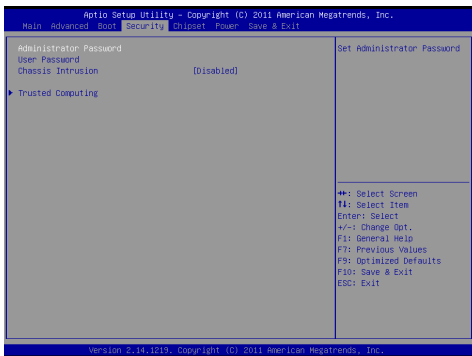 Aptio Setup Utility – Copyright (C) 2011 American Megatrends, Inc.
Main Advanced Boot Security Chipset Power Save & Exit
Administrator Password
User Password
Chassis Intrusion [Disabled]
▶ Trusted Computing
Set Administrator Password
→←: Select Screen
↑↓: Select Item
Enter: Select
+/-: Change Opt.
F1: General Help
F7: Previous Values
F9: Optimized Defaults
F10: Save & Exit
ESC: Exit
Version 2.14.1219. Copyright (C) 2011 American Megatrends, Inc.